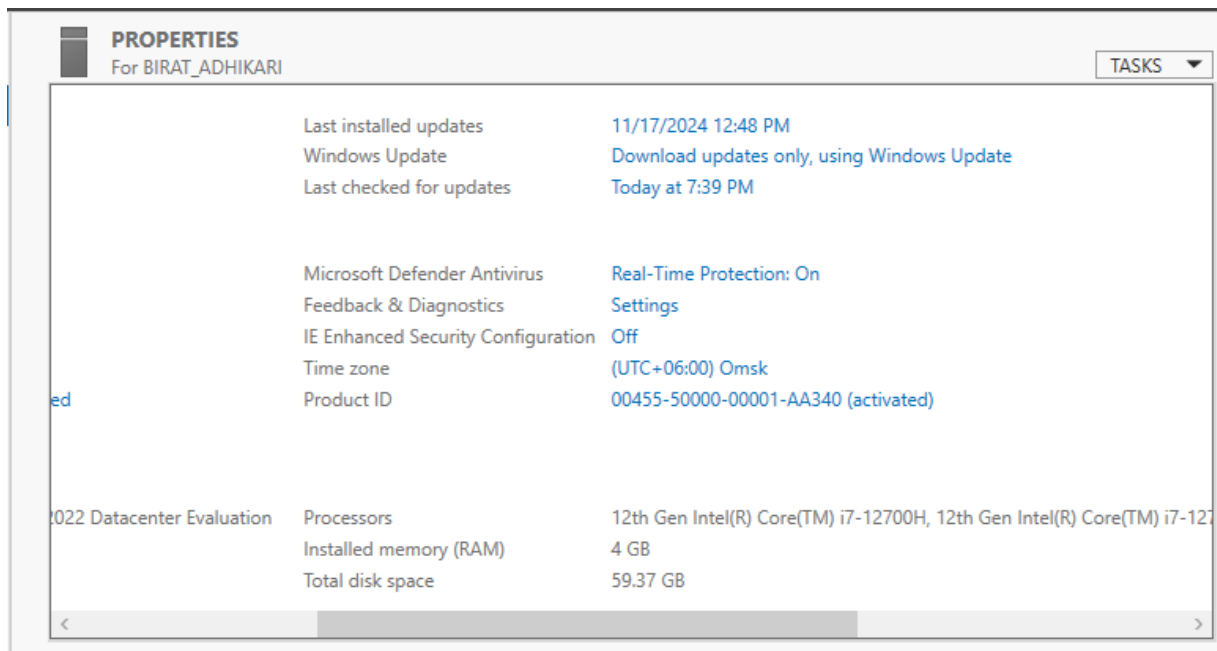 PROPERTIES
For BIRAT_ADHIKARI
TASKS
Last installed updates 11/17/2024 12:48 PM
Windows Update Download updates only, using Windows Update
Last checked for updates Today at 7:39 PM
Microsoft Defender Antivirus Real-Time Protection: On
Feedback & Diagnostics Settings
IE Enhanced Security Configuration Off
Time zone (UTC+06:00) Omsk
ed Product ID 00455-50000-00001-AA340 (activated)
2022 Datacenter Evaluation Processors 12th Gen Intel(R) Core(TM) i7-12700H, 12th Gen Intel(R) Core(TM) i7-127
Installed memory (RAM) 4 GB
Total disk space 59.37 GB